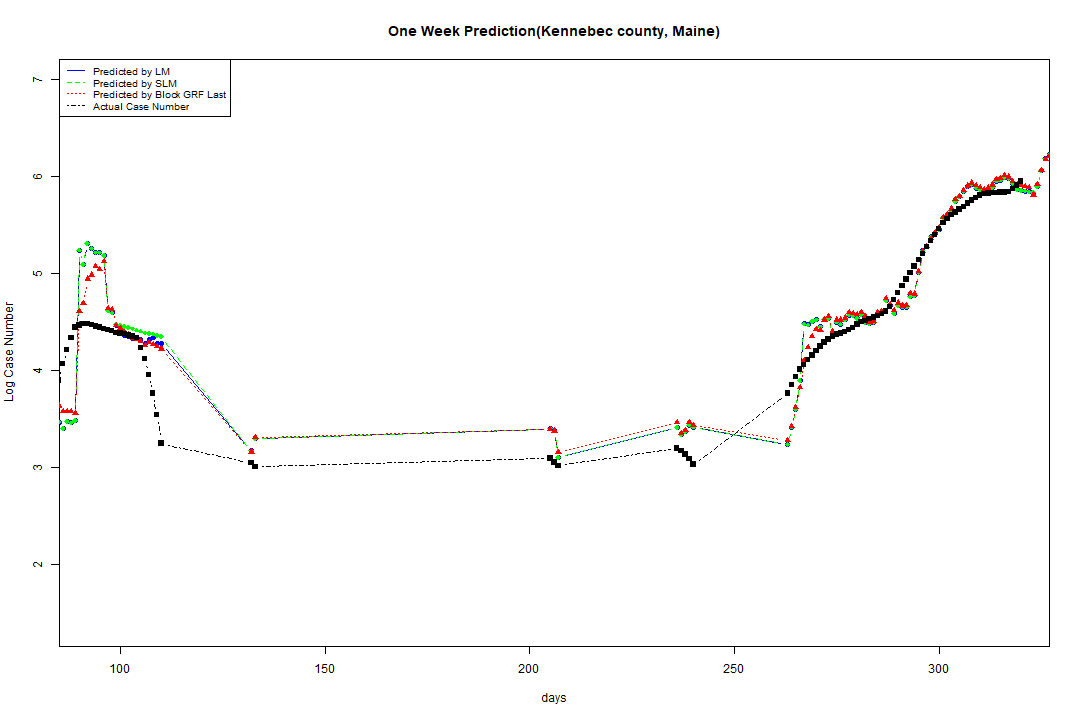 One Week Prediction(Kennebec county, Maine)
Predicted by LM
Predicted by SLM
Predicted by Block GRF Last
Actual Case Number
7
6
5
4
3
2
Log Case Number
100 150 200 250 300
days